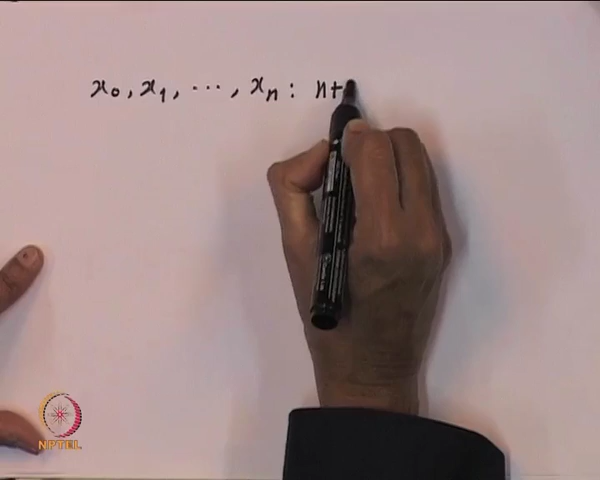 x₀, x₁, ..., xₙ : n+
NPTEL